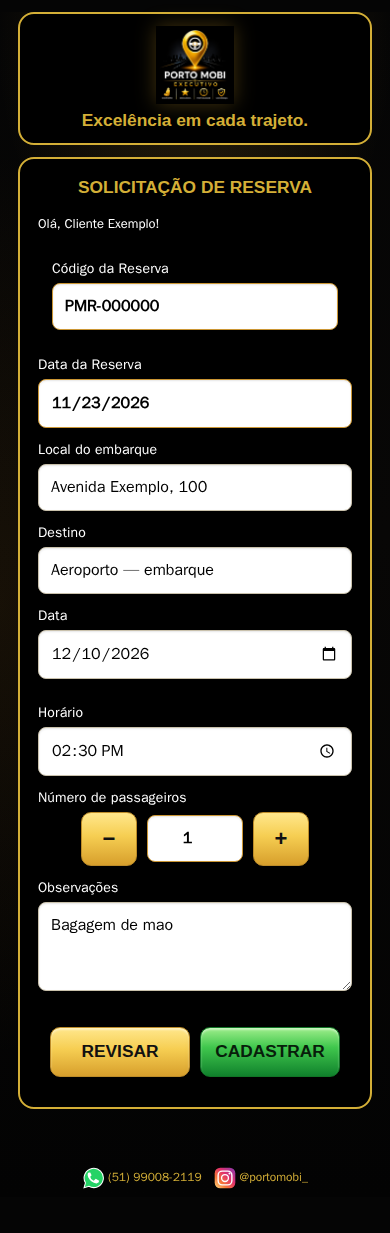 PORTO MOBI
EXECUTIVO
Excelência em cada trajeto.
SOLICITAÇÃO DE RESERVA
Olá, Cliente Exemplo!
Código da Reserva
PMR-000000
Data da Reserva
11/23/2026
Local do embarque
Avenida Exemplo, 100
Destino
Aeroporto — embarque
Data
12/10/2026
Horário
02:30 PM
Número de passageiros
− 1 +
Observações
Bagagem de mao
REVISAR CADASTRAR
(51) 99008-2119 @portomobi_